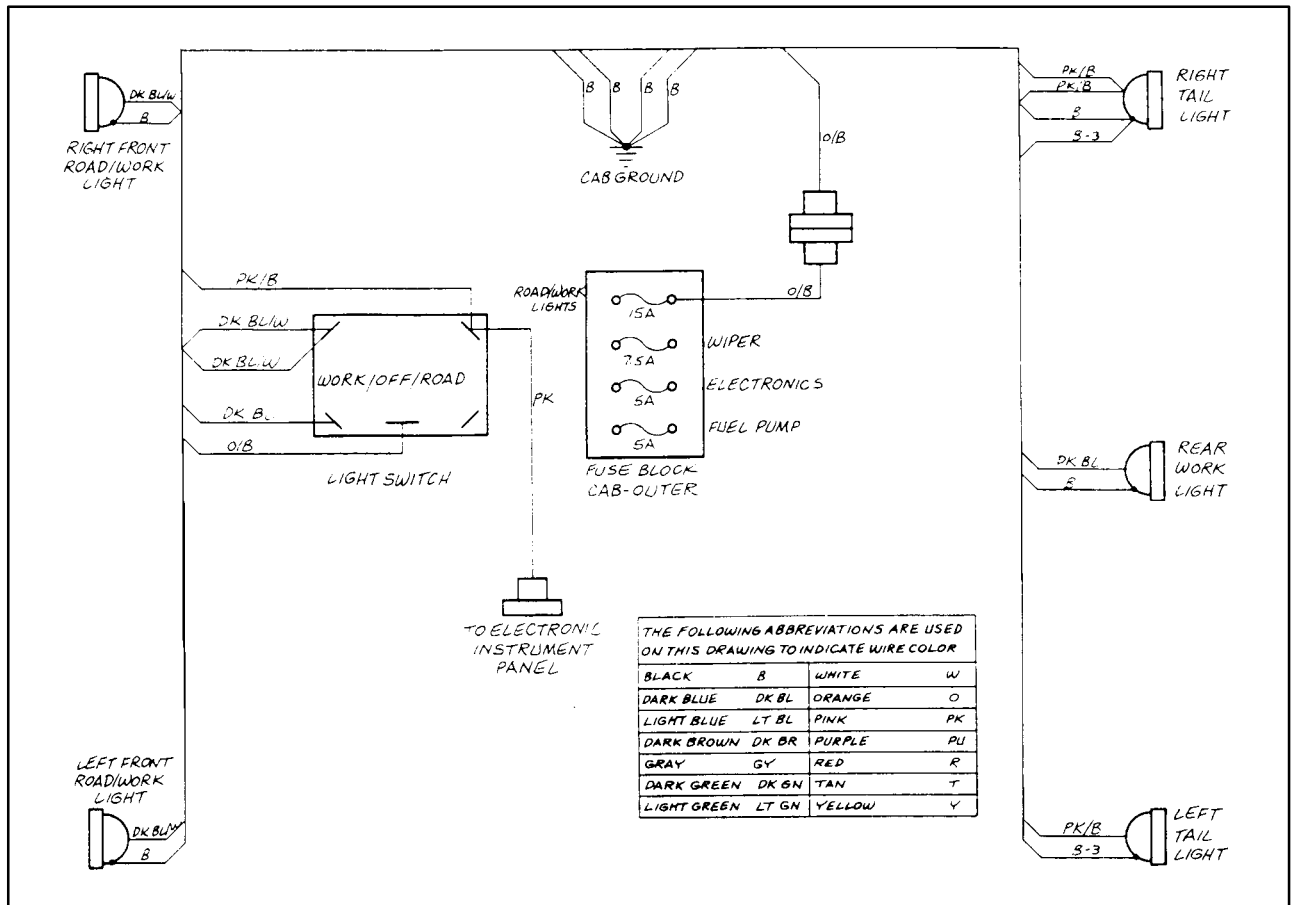 DK BL/W
B
RIGHT FRONT
ROAD/WORK
LIGHT
B
B
B
B
CAB GROUND
O/B
PK/B
PK/B
B
B-3
RIGHT
TAIL
LIGHT
PK/B
DK BL/W
DK BL/W
DK BL
O/B
WORK/OFF/ROAD
LIGHT SWITCH
PK
TO ELECTRONIC
INSTRUMENT
PANEL
ROAD/WORK
LIGHTS
O/B
15A
WIPER
7.5A
ELECTRONICS
5A
FUEL PUMP
5A
FUSE BLOCK
CAB-OUTER
DK BL
B
REAR
WORK
LIGHT
THE FOLLOWING ABBREVIATIONS ARE USED
ON THIS DRAWING TO INDICATE WIRE COLOR
BLACK B WHITE W
DARK BLUE DK BL ORANGE O
LIGHT BLUE LT BL PINK PK
DARK BROWN DK BR PURPLE PU
GRAY GY RED R
DARK GREEN DK GN TAN T
LIGHT GREEN LT GN YELLOW Y
LEFT FRONT
ROAD/WORK
LIGHT
DK BL/W
B
PK/B
B-3
LEFT
TAIL
LIGHT